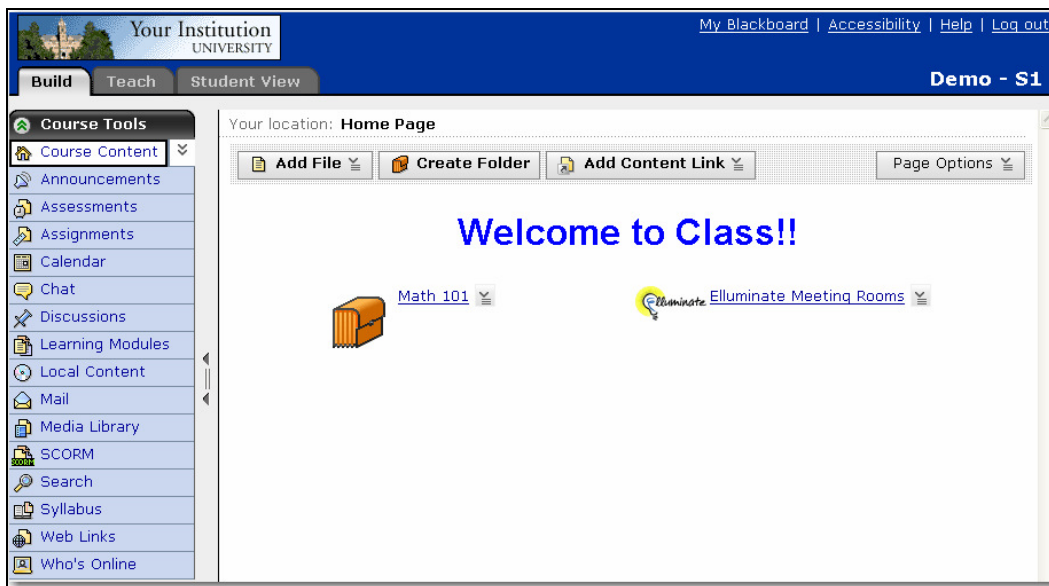 Your Institution
UNIVERSITY
My Blackboard | Accessibility | Help | Log out
Build Teach Student View
Demo - S1
Course Tools
Course Content
Announcements
Assessments
Assignments
Calendar
Chat
Discussions
Learning Modules
Local Content
Mail
Media Library
SCORM
SCORM
Search
Syllabus
Web Links
Who's Online
Your location: Home Page
Add File Create Folder Add Content Link Page Options
Welcome to Class!!
Math 101
Elluminate Elluminate Meeting Rooms